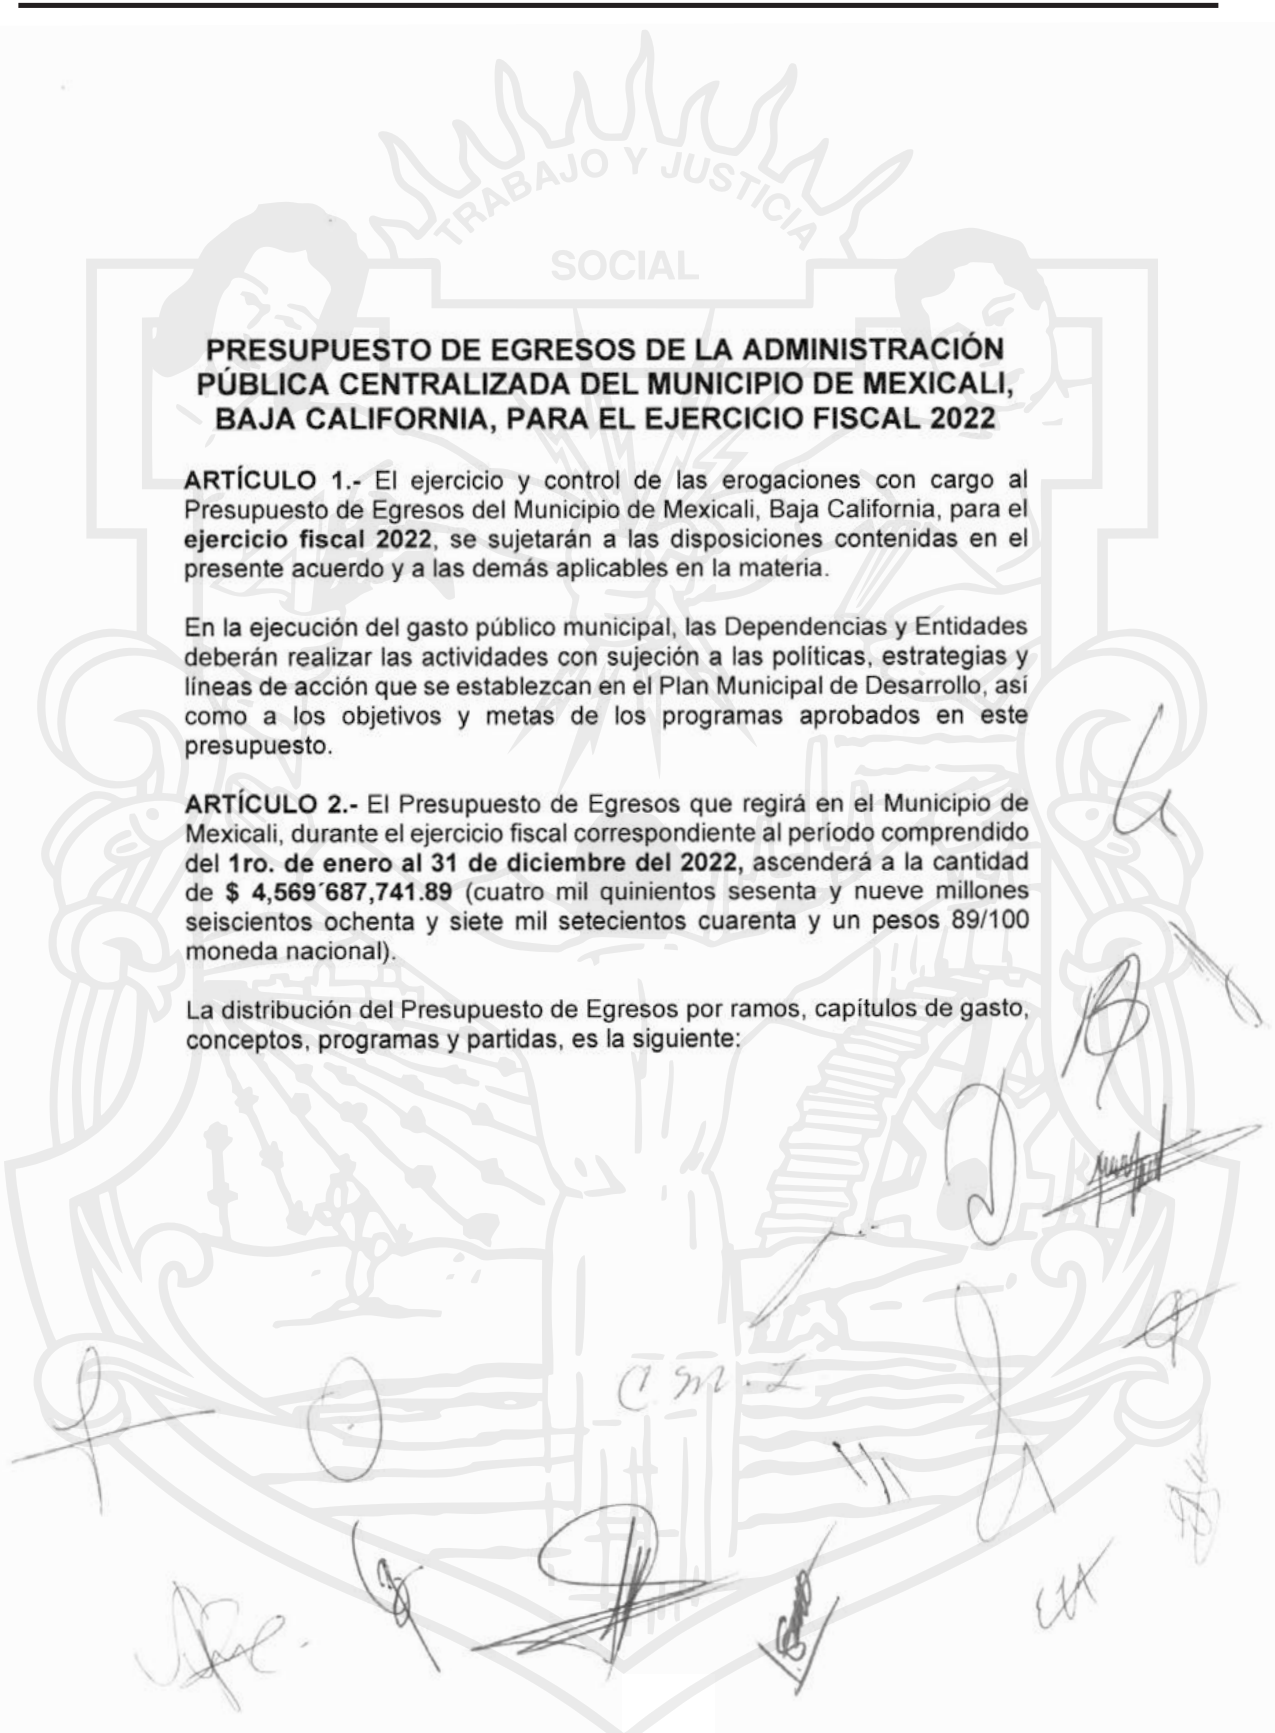 TRABAJO Y JUSTICIA
SOCIAL
PRESUPUESTO DE EGRESOS DE LA ADMINISTRACIÓN
PÚBLICA CENTRALIZADA DEL MUNICIPIO DE MEXICALI,
BAJA CALIFORNIA, PARA EL EJERCICIO FISCAL 2022
ARTÍCULO 1.- El ejercicio y control de las erogaciones con cargo al
Presupuesto de Egresos del Municipio de Mexicali, Baja California, para el
ejercicio fiscal 2022, se sujetarán a las disposiciones contenidas en el
presente acuerdo y a las demás aplicables en la materia.
En la ejecución del gasto público municipal, las Dependencias y Entidades
deberán realizar las actividades con sujeción a las políticas, estrategias y
líneas de acción que se establezcan en el Plan Municipal de Desarrollo, así
como a los objetivos y metas de los programas aprobados en este
presupuesto.
ARTÍCULO 2.- El Presupuesto de Egresos que regirá en el Municipio de
Mexicali, durante el ejercicio fiscal correspondiente al período comprendido
del 1ro. de enero al 31 de diciembre del 2022, ascenderá a la cantidad
de $ 4,569´687,741.89 (cuatro mil quinientos sesenta y nueve millones
seiscientos ochenta y siete mil setecientos cuarenta y un pesos 89/100
moneda nacional).
La distribución del Presupuesto de Egresos por ramos, capítulos de gasto,
conceptos, programas y partidas, es la siguiente: